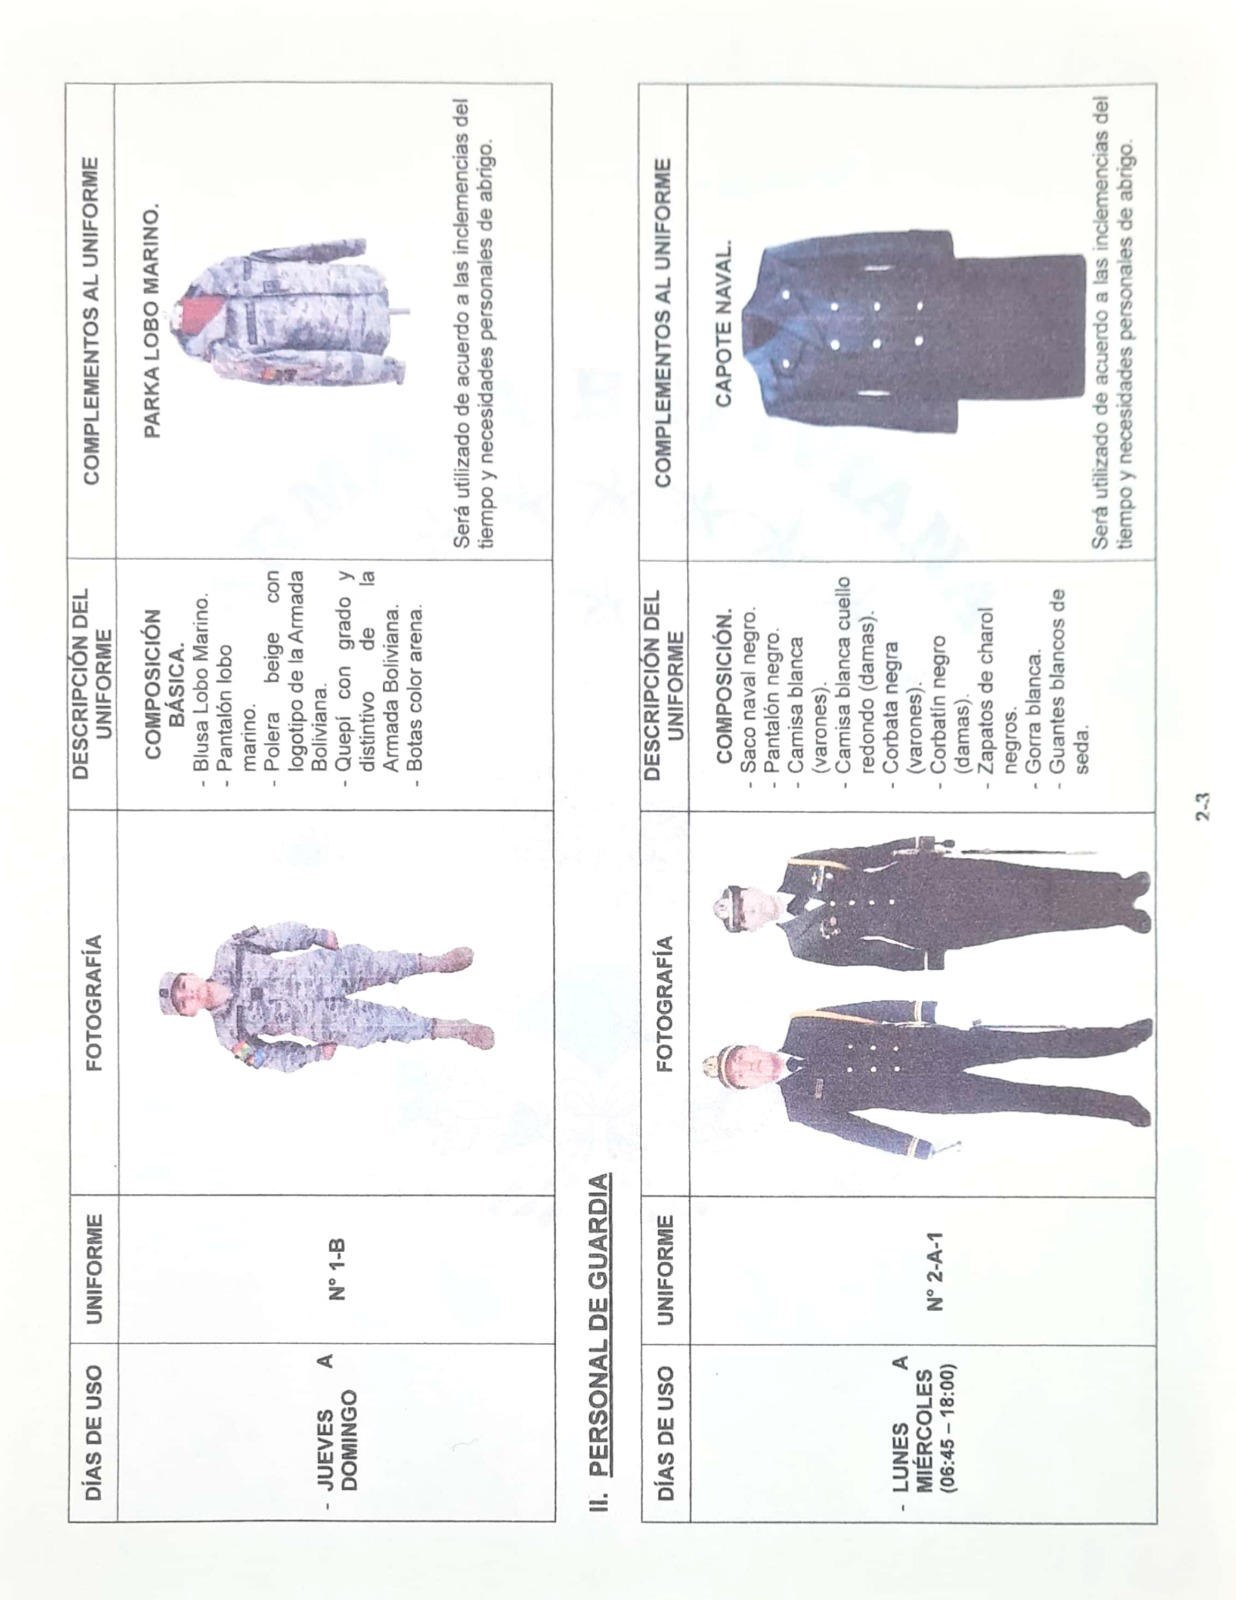 DÍAS DE USO
UNIFORME
FOTOGRAFÍA
DESCRIPCIÓN DEL
UNIFORME
COMPLEMENTOS AL UNIFORME
- JUEVES A
DOMINGO
N° 1-B
COMPOSICIÓN
BÁSICA.
- Blusa Lobo Marino.
- Pantalón lobo
marino.
- Polera beige con
logotipo de la Armada
Boliviana.
- Quepí con grado y
distintivo de la
Armada Boliviana.
- Botas color arena.
PARKA LOBO MARINO.
Será utilizado de acuerdo a las inclemencias del
tiempo y necesidades personales de abrigo.
II. PERSONAL DE GUARDIA
DÍAS DE USO
UNIFORME
FOTOGRAFÍA
DESCRIPCIÓN DEL
UNIFORME
COMPLEMENTOS AL UNIFORME
- LUNES A
MIÉRCOLES
(06:45 – 18:00)
N° 2-A-1
COMPOSICIÓN.
- Saco naval negro.
- Pantalón negro.
- Camisa blanca
(varones).
- Camisa blanca cuello
redondo (damas).
- Corbata negra
(varones).
- Corbatín negro
(damas).
- Zapatos de charol
negros.
- Gorra blanca.
- Guantes blancos de
seda.
CAPOTE NAVAL.
Será utilizado de acuerdo a las inclemencias del
tiempo y necesidades personales de abrigo.
2-3